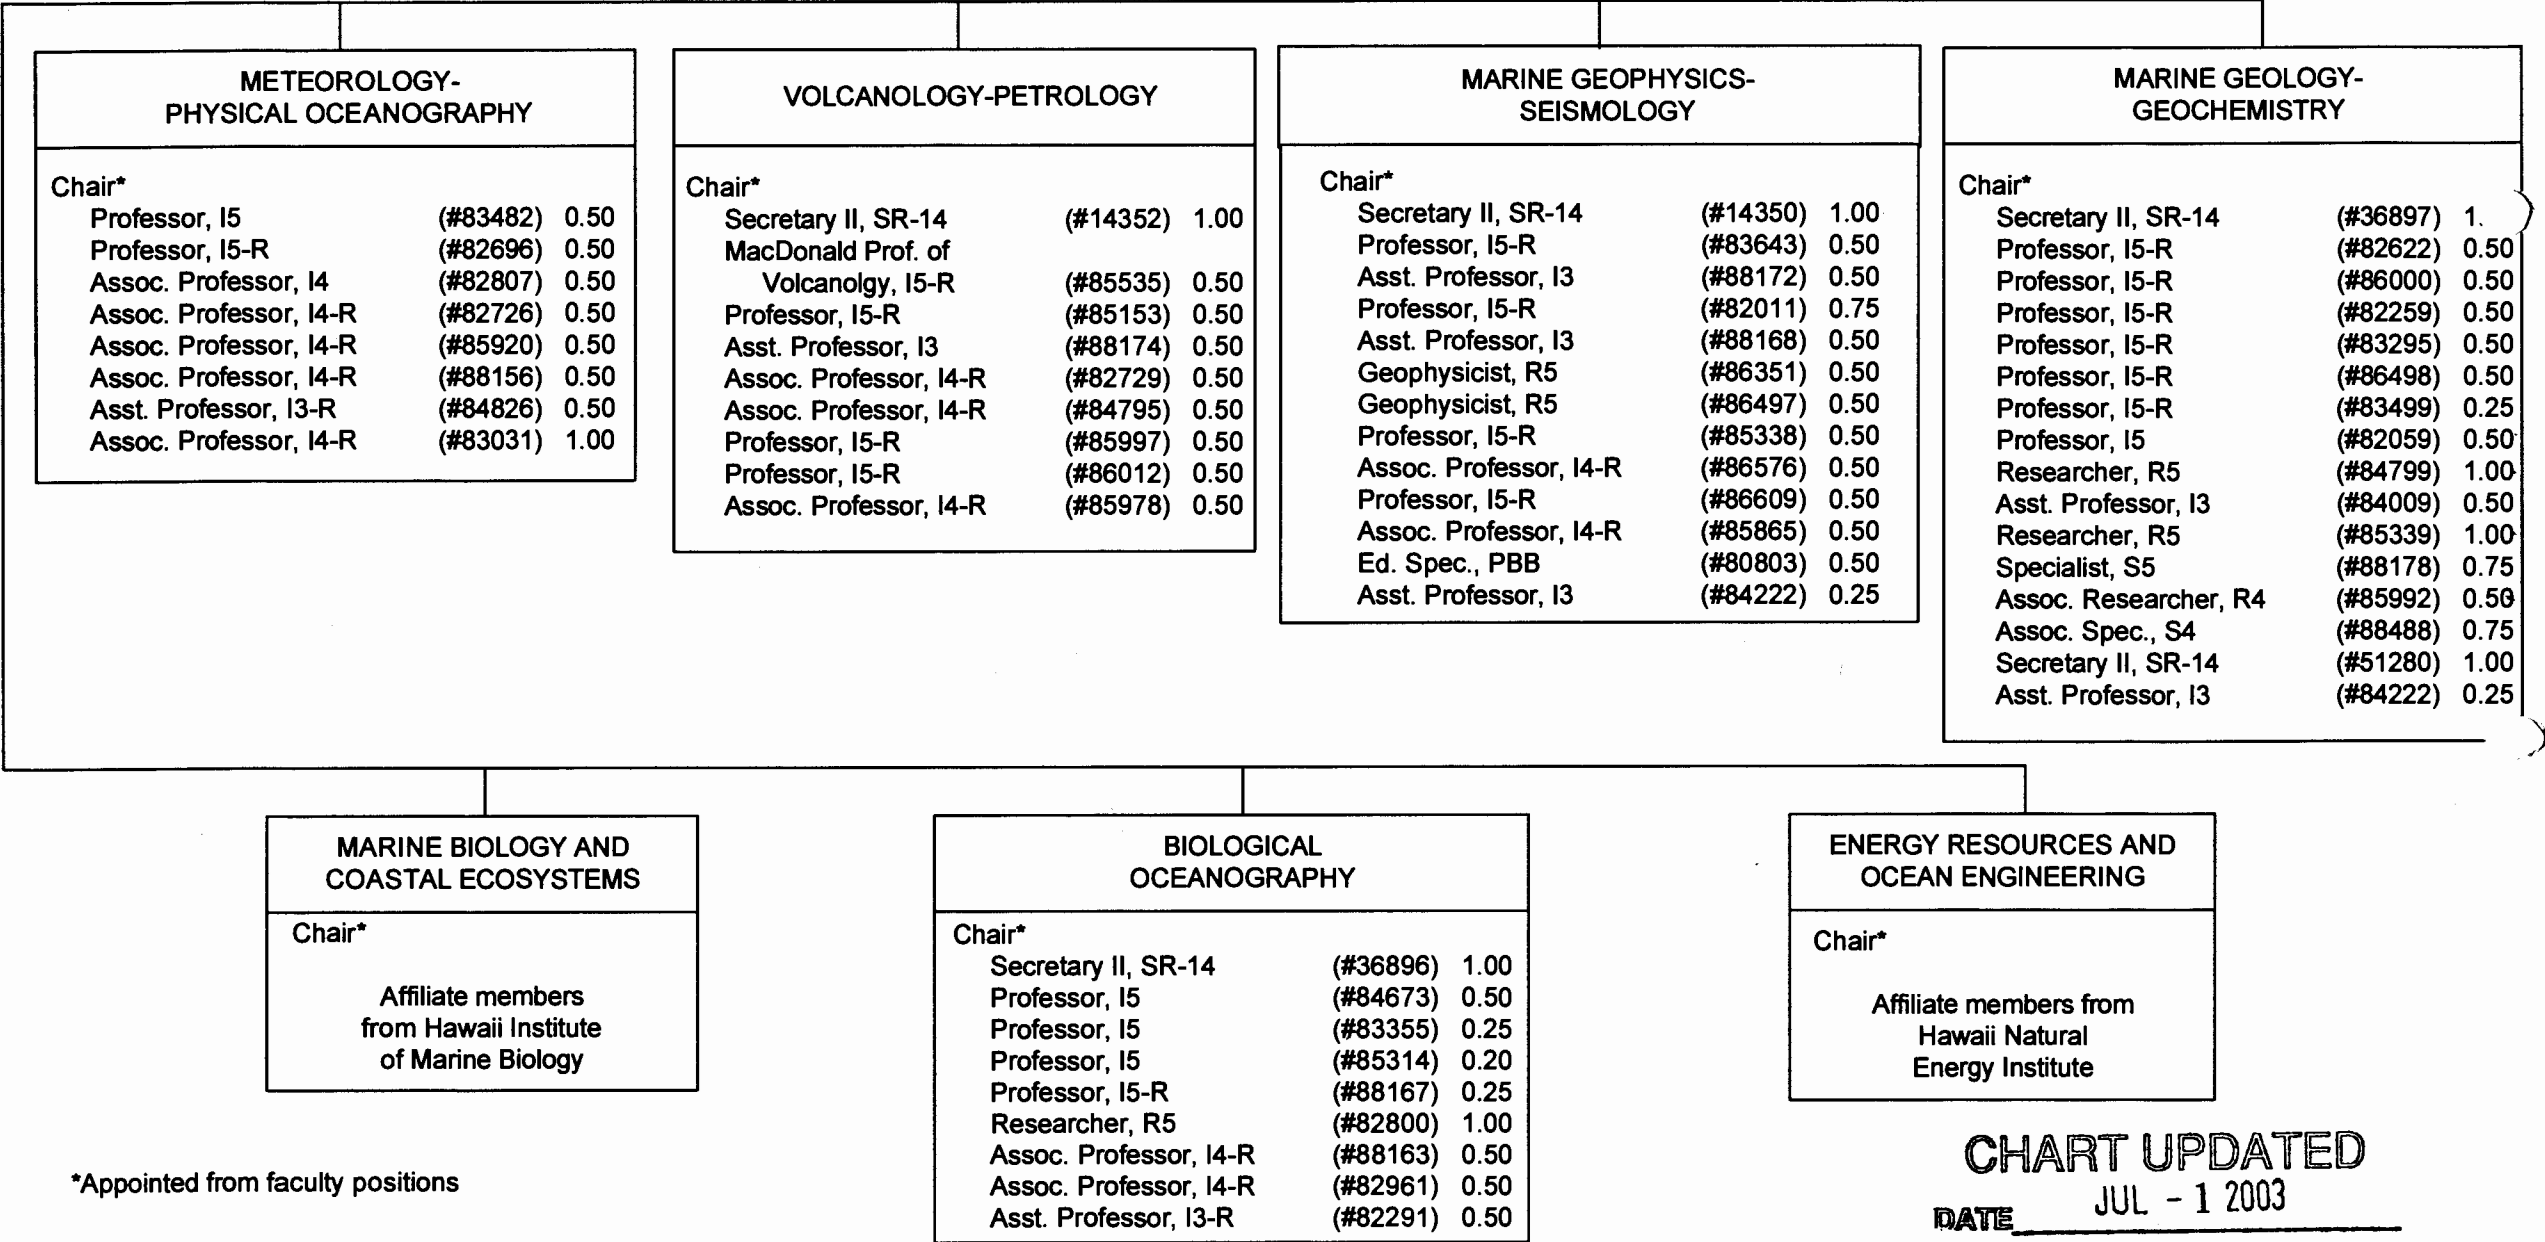 METEOROLOGY-
PHYSICAL OCEANOGRAPHY
Chair*
Professor, I5 (#83482) 0.50
Professor, I5-R (#82696) 0.50
Assoc. Professor, I4 (#82807) 0.50
Assoc. Professor, I4-R (#82726) 0.50
Assoc. Professor, I4-R (#85920) 0.50
Assoc. Professor, I4-R (#88156) 0.50
Asst. Professor, I3-R (#84826) 0.50
Assoc. Professor, I4-R (#83031) 1.00
VOLCANOLOGY-PETROLOGY
Chair*
Secretary II, SR-14 (#14352) 1.00
MacDonald Prof. of
Volcanolgy, I5-R (#85535) 0.50
Professor, I5-R (#85153) 0.50
Asst. Professor, I3 (#88174) 0.50
Assoc. Professor, I4-R (#82729) 0.50
Assoc. Professor, I4-R (#84795) 0.50
Professor, I5-R (#85997) 0.50
Professor, I5-R (#86012) 0.50
Assoc. Professor, I4-R (#85978) 0.50
MARINE GEOPHYSICS-
SEISMOLOGY
Chair*
Secretary II, SR-14 (#14350) 1.00
Professor, I5-R (#83643) 0.50
Asst. Professor, I3 (#88172) 0.50
Professor, I5-R (#82011) 0.75
Asst. Professor, I3 (#88168) 0.50
Geophysicist, R5 (#86351) 0.50
Geophysicist, R5 (#86497) 0.50
Professor, I5-R (#85338) 0.50
Assoc. Professor, I4-R (#86576) 0.50
Professor, I5-R (#86609) 0.50
Assoc. Professor, I4-R (#85865) 0.50
Ed. Spec., PBB (#80803) 0.50
Asst. Professor, I3 (#84222) 0.25
MARINE GEOLOGY-
GEOCHEMISTRY
Chair*
Secretary II, SR-14 (#36897) 1.
Professor, I5-R (#82622) 0.50
Professor, I5-R (#86000) 0.50
Professor, I5-R (#82259) 0.50
Professor, I5-R (#83295) 0.50
Professor, I5-R (#86498) 0.50
Professor, I5-R (#83499) 0.25
Professor, I5 (#82059) 0.50
Researcher, R5 (#84799) 1.00
Asst. Professor, I3 (#84009) 0.50
Researcher, R5 (#85339) 1.00
Specialist, S5 (#88178) 0.75
Assoc. Researcher, R4 (#85992) 0.50
Assoc. Spec., S4 (#88488) 0.75
Secretary II, SR-14 (#51280) 1.00
Asst. Professor, I3 (#84222) 0.25
MARINE BIOLOGY AND
COASTAL ECOSYSTEMS
Chair*
Affiliate members
from Hawaii Institute
of Marine Biology
BIOLOGICAL
OCEANOGRAPHY
Chair*
Secretary II, SR-14 (#36896) 1.00
Professor, I5 (#84673) 0.50
Professor, I5 (#83355) 0.25
Professor, I5 (#85314) 0.20
Professor, I5-R (#88167) 0.25
Researcher, R5 (#82800) 1.00
Assoc. Professor, I4-R (#88163) 0.50
Assoc. Professor, I4-R (#82961) 0.50
Asst. Professor, I3-R (#82291) 0.50
ENERGY RESOURCES AND
OCEAN ENGINEERING
Chair*
Affiliate members from
Hawaii Natural
Energy Institute
*Appointed from faculty positions
CHART UPDATED
DATE JUL - 1 2003